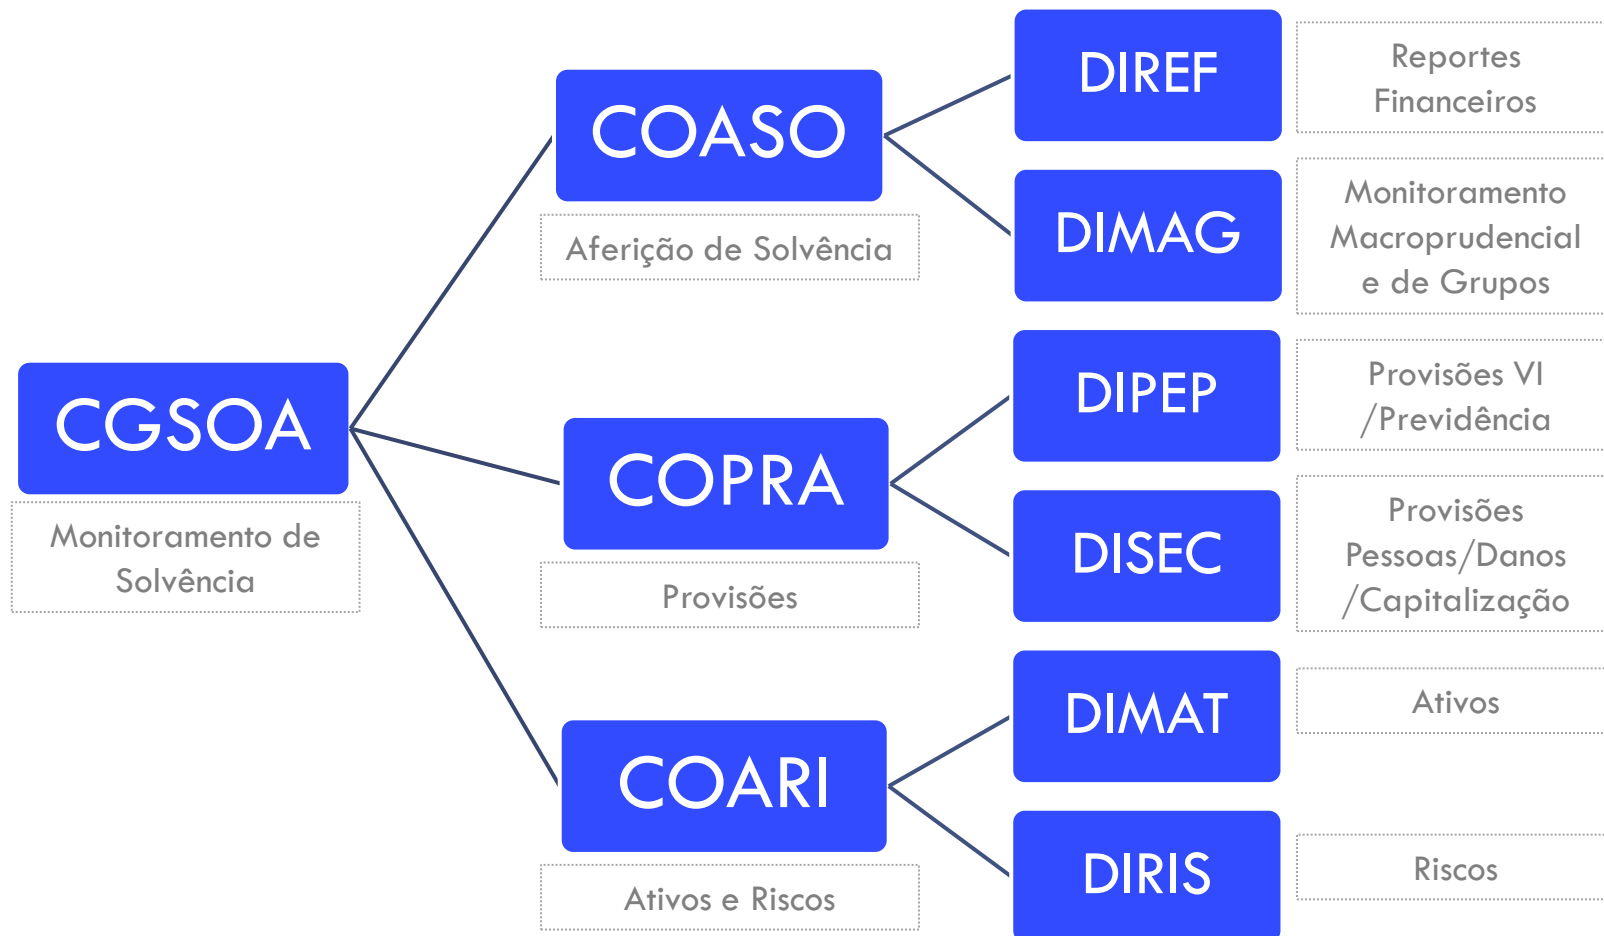 CGSOA
Monitoramento de
Solvência
COASO
Aferição de Solvência
DIREF
Reportes
Financeiros
DIMAG
Monitoramento
Macroprudencial
e de Grupos
COPRA
Provisões
DIPEP
Provisões VI
/Previdência
DISEC
Provisões
Pessoas/Danos
/Capitalização
COARI
Ativos e Riscos
DIMAT
Ativos
DIRIS
Riscos